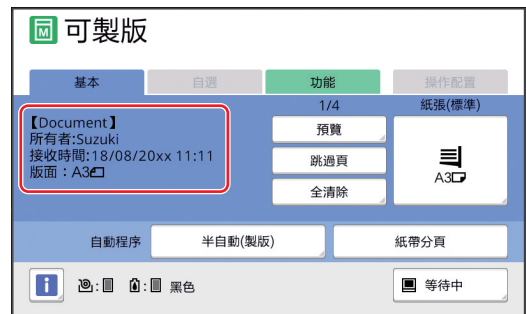 M 可製版
基本 自選 功能 操作配置
1/4 紙張(標準)
【Document】
所有者:Suzuki
接收時間:18/08/20xx 11:11
版面：A3
預覽
跳過頁
全清除
A3
自動程序 半自動(製版) 紙帶分頁
i : : 黑色 等待中